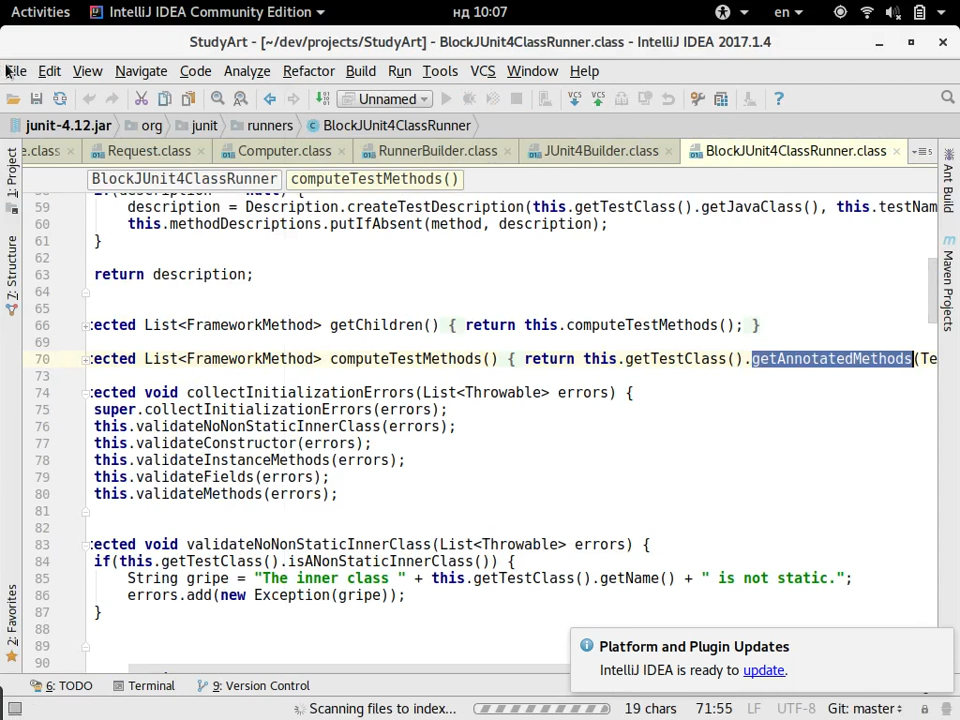 Activities IntelliJ IDEA Community Edition нд 10:07 en
StudyArt - [~/dev/projects/StudyArt] - BlockJUnit4ClassRunner.class - IntelliJ IDEA 2017.1.4
File Edit View Navigate Code Analyze Refactor Build Run Tools VCS Window Help
Unnamed VCS VCS
junit-4.12.jar org junit runners BlockJUnit4ClassRunner
e.class Request.class Computer.class RunnerBuilder.class JUnit4Builder.class BlockJUnit4ClassRunner.class 5
BlockJUnit4ClassRunner computeTestMethods()
59 description = Description.createTestDescription(this.getTestClass().getJavaClass(), this.testNam
60 this.methodDescriptions.putIfAbsent(method, description);
61 }
62
63 return description;
64
65
66 :ected List<FrameworkMethod> getChildren() { return this.computeTestMethods(); }
69
70 :ected List<FrameworkMethod> computeTestMethods() { return this.getTestClass().getAnnotatedMethods(Te
73
74 :ected void collectInitializationErrors(List<Throwable> errors) {
75 super.collectInitializationErrors(errors);
76 this.validateNoNonStaticInnerClass(errors);
77 this.validateConstructor(errors);
78 this.validateInstanceMethods(errors);
79 this.validateFields(errors);
80 this.validateMethods(errors);
81
82
83 :ected void validateNoNonStaticInnerClass(List<Throwable> errors) {
84 if(this.getTestClass().isANonStaticInnerClass()) {
85 String gripe = "The inner class " + this.getTestClass().getName() + " is not static.";
86 errors.add(new Exception(gripe));
87 }
88
89
90
1: Project
7: Structure
2: Favorites
Ant Build
Maven Projects
Platform and Plugin Updates
IntelliJ IDEA is ready to update.
6: TODO Terminal 9: Version Control
Scanning files to index... 19 chars 71:55 LF UTF-8 Git: master